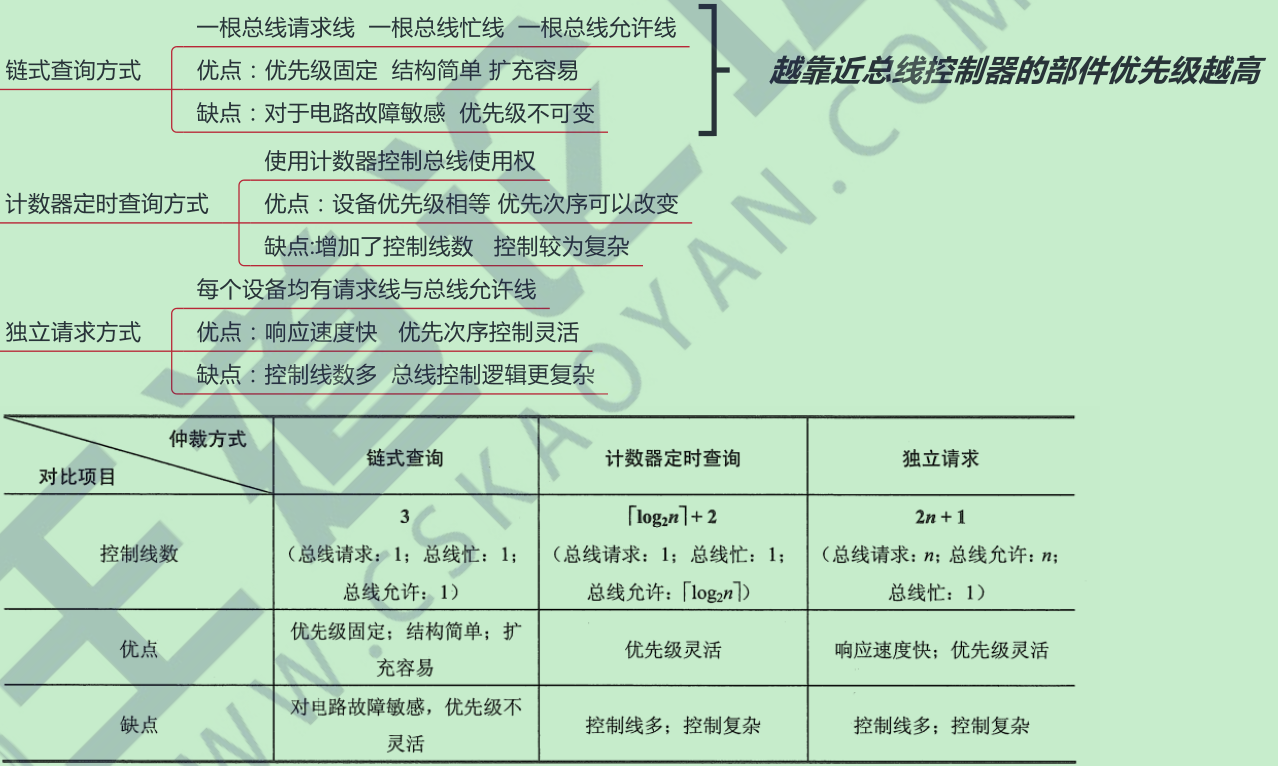 一根总线请求线 一根总线忙线 一根总线允许线
链式查询方式
优点：优先级固定 结构简单 扩充容易
缺点：对于电路故障敏感 优先级不可变
越靠近总线控制器的部件优先级越高
使用计数器控制总线使用权
计数器定时查询方式
优点：设备优先级相等 优先次序可以改变
缺点:增加了控制线数 控制较为复杂
每个设备均有请求线与总线允许线
独立请求方式
优点：响应速度快 优先次序控制灵活
缺点：控制线数多 总线控制逻辑更复杂
仲裁方式
对比项目
链式查询
计数器定时查询
独立请求
控制线数
3
（总线请求：1；总线忙：1；
总线允许：1）
⌈log₂n⌉+2
（总线请求：1；总线忙：1；
总线允许：⌈log₂n⌉）
2n+1
（总线请求：n；总线允许：n；
总线忙：1）
优点
优先级固定；结构简单；扩
充容易
优先级灵活
响应速度快；优先级灵活
缺点
对电路故障敏感，优先级不
灵活
控制线多；控制复杂
控制线多；控制复杂
王道论
WWW.CSKAOYAN.COM